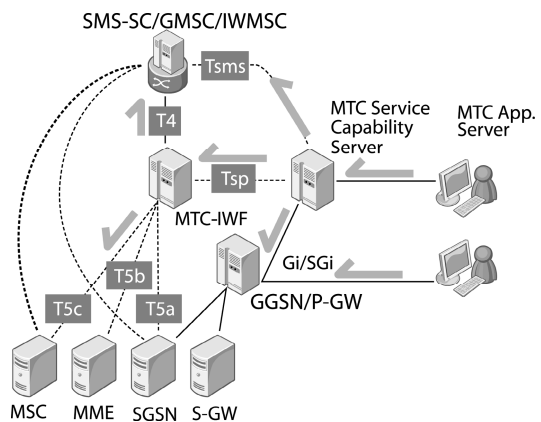 SMS-SC/GMSC/IWMSC
Tsms
T4
MTC Service
Capability
Server
MTC App.
Server
Tsp
MTC-IWF
T5b
Gi/SGi
T5c
T5a
GGSN/P-GW
MSC
MME
SGSN
S-GW